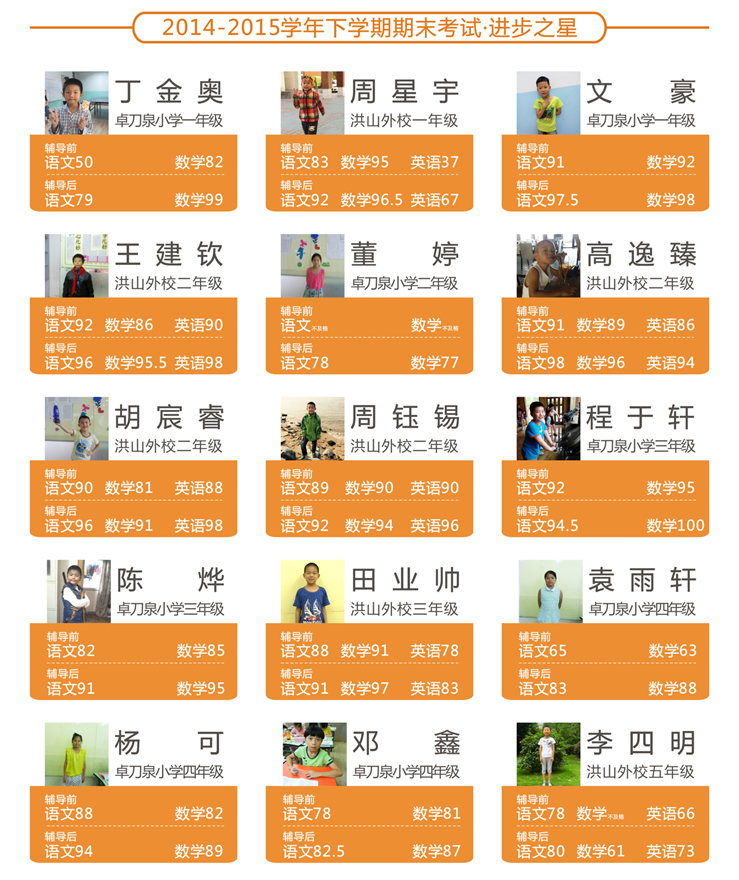 2014-2015学年下学期期末考试·进步之星
丁金奥
卓刀泉小学一年级
辅导前
语文50 数学82
辅导后
语文79 数学99
周星宇
洪山外校一年级
辅导前
语文83 数学95 英语37
辅导后
语文92 数学96.5 英语67
文豪
卓刀泉小学一年级
辅导前
语文91 数学92
辅导后
语文97.5 数学98
王建钦
洪山外校二年级
辅导前
语文92 数学86 英语90
辅导后
语文96 数学95.5 英语98
董婷
卓刀泉小学二年级
辅导前
语文不及格 数学不及格
辅导后
语文78 数学77
高逸臻
洪山外校二年级
辅导前
语文91 数学89 英语86
辅导后
语文98 数学96 英语94
胡宸睿
洪山外校二年级
辅导前
语文90 数学81 英语88
辅导后
语文96 数学91 英语98
周钰锡
洪山外校二年级
辅导前
语文89 数学90 英语90
辅导后
语文92 数学94 英语96
程于轩
卓刀泉小学三年级
辅导前
语文92 数学95
辅导后
语文94.5 数学100
陈烨
卓刀泉小学三年级
辅导前
语文82 数学85
辅导后
语文91 数学95
田业帅
洪山外校三年级
辅导前
语文88 数学91 英语78
辅导后
语文91 数学97 英语83
袁雨轩
卓刀泉小学四年级
辅导前
语文65 数学63
辅导后
语文83 数学88
杨可
卓刀泉小学四年级
辅导前
语文88 数学82
辅导后
语文94 数学89
邓鑫
卓刀泉小学四年级
辅导前
语文78 数学81
辅导后
语文82.5 数学87
李四明
洪山外校五年级
辅导前
语文78 数学不及格 英语66
辅导后
语文80 数学61 英语73